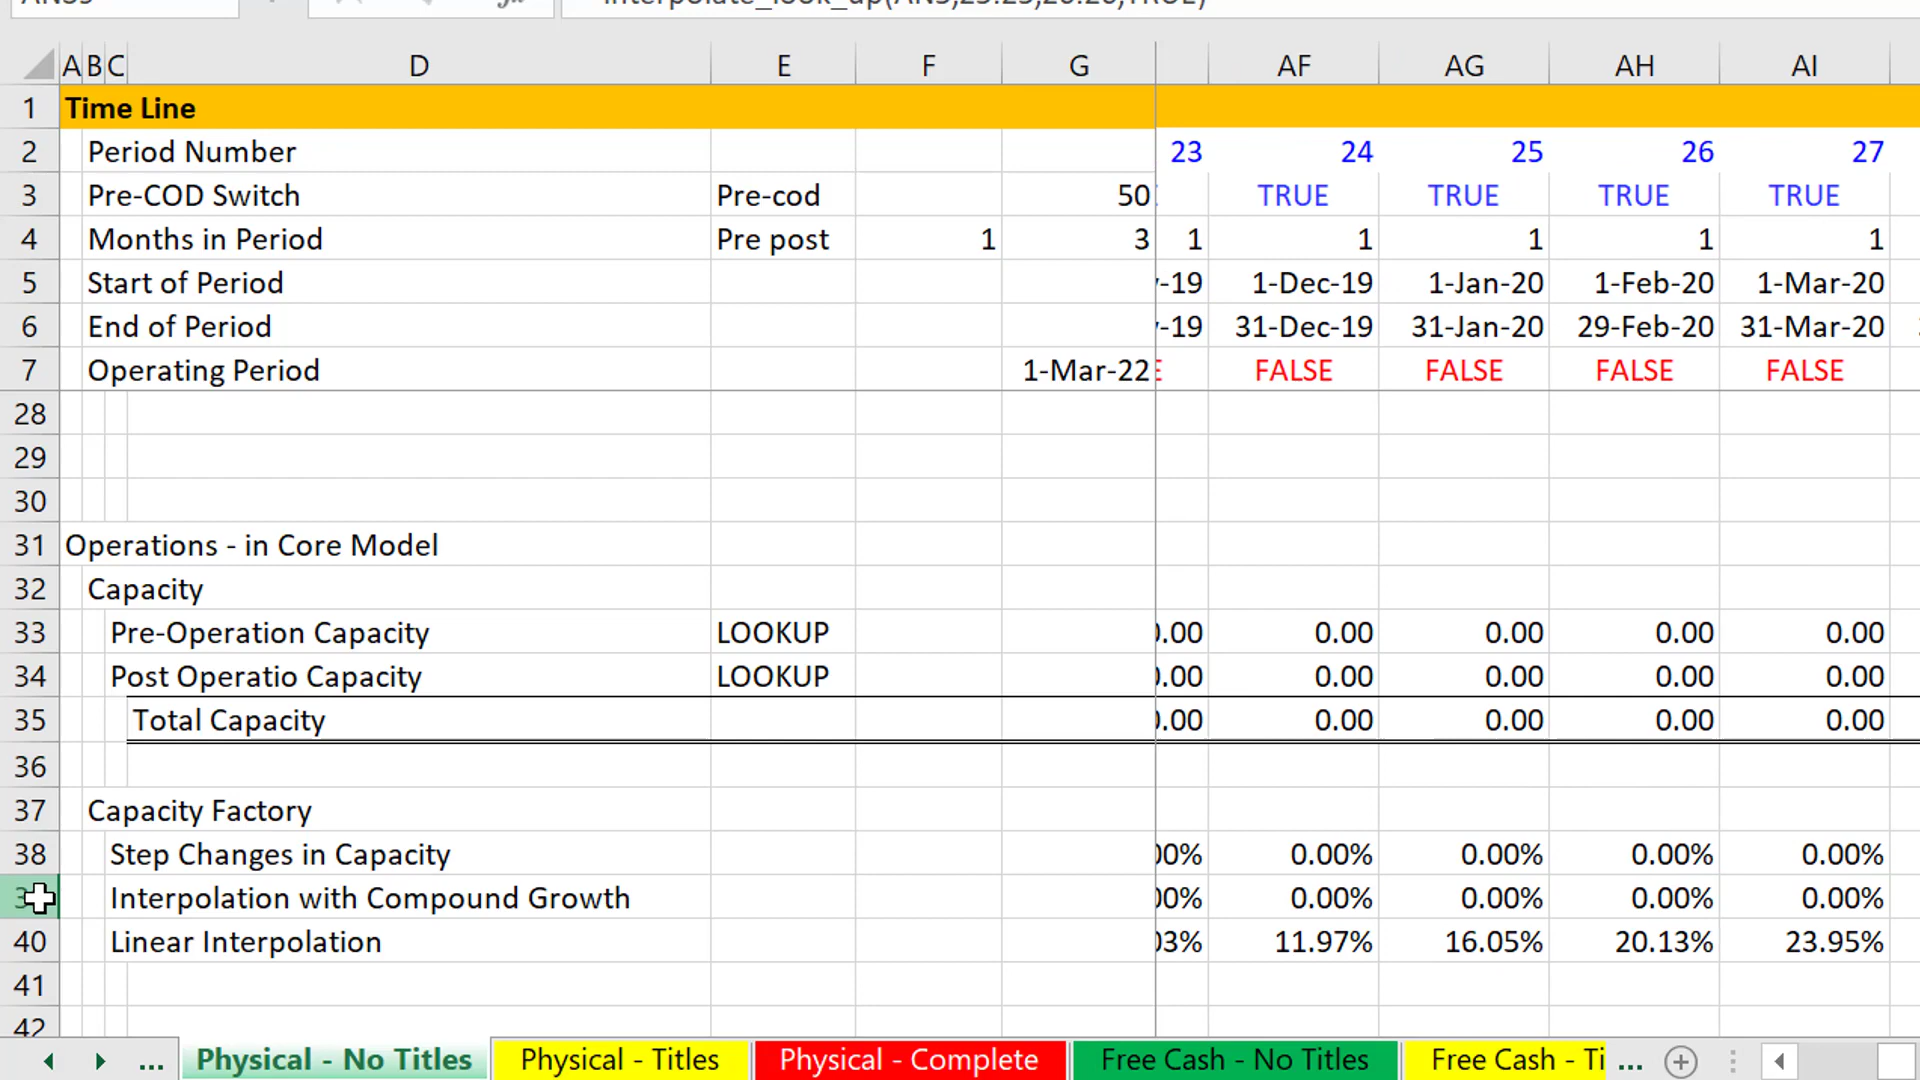 interpolate_look_up(AN5,25:25,26:26,TRUE)
A B C D E F G AF AG AH AI
1 Time Line
2 Period Number 23 24 25 26 27
3 Pre-COD Switch Pre-cod 50 TRUE TRUE TRUE TRUE
4 Months in Period Pre post 1 3 1 1 1 1 1
5 Start of Period -19 1-Dec-19 1-Jan-20 1-Feb-20 1-Mar-20
6 End of Period -19 31-Dec-19 31-Jan-20 29-Feb-20 31-Mar-20
7 Operating Period 1-Mar-22 FALSE FALSE FALSE FALSE
28
29
30
31 Operations - in Core Model
32 Capacity
33 Pre-Operation Capacity LOOKUP 0.00 0.00 0.00 0.00 0.00
34 Post Operatio Capacity LOOKUP 0.00 0.00 0.00 0.00 0.00
35 Total Capacity 0.00 0.00 0.00 0.00 0.00
36
37 Capacity Factory
38 Step Changes in Capacity 00% 0.00% 0.00% 0.00% 0.00%
Interpolation with Compound Growth 00% 0.00% 0.00% 0.00% 0.00%
40 Linear Interpolation 03% 11.97% 16.05% 20.13% 23.95%
41
42
... Physical - No Titles Physical - Titles Physical - Complete Free Cash - No Titles Free Cash - Ti ...